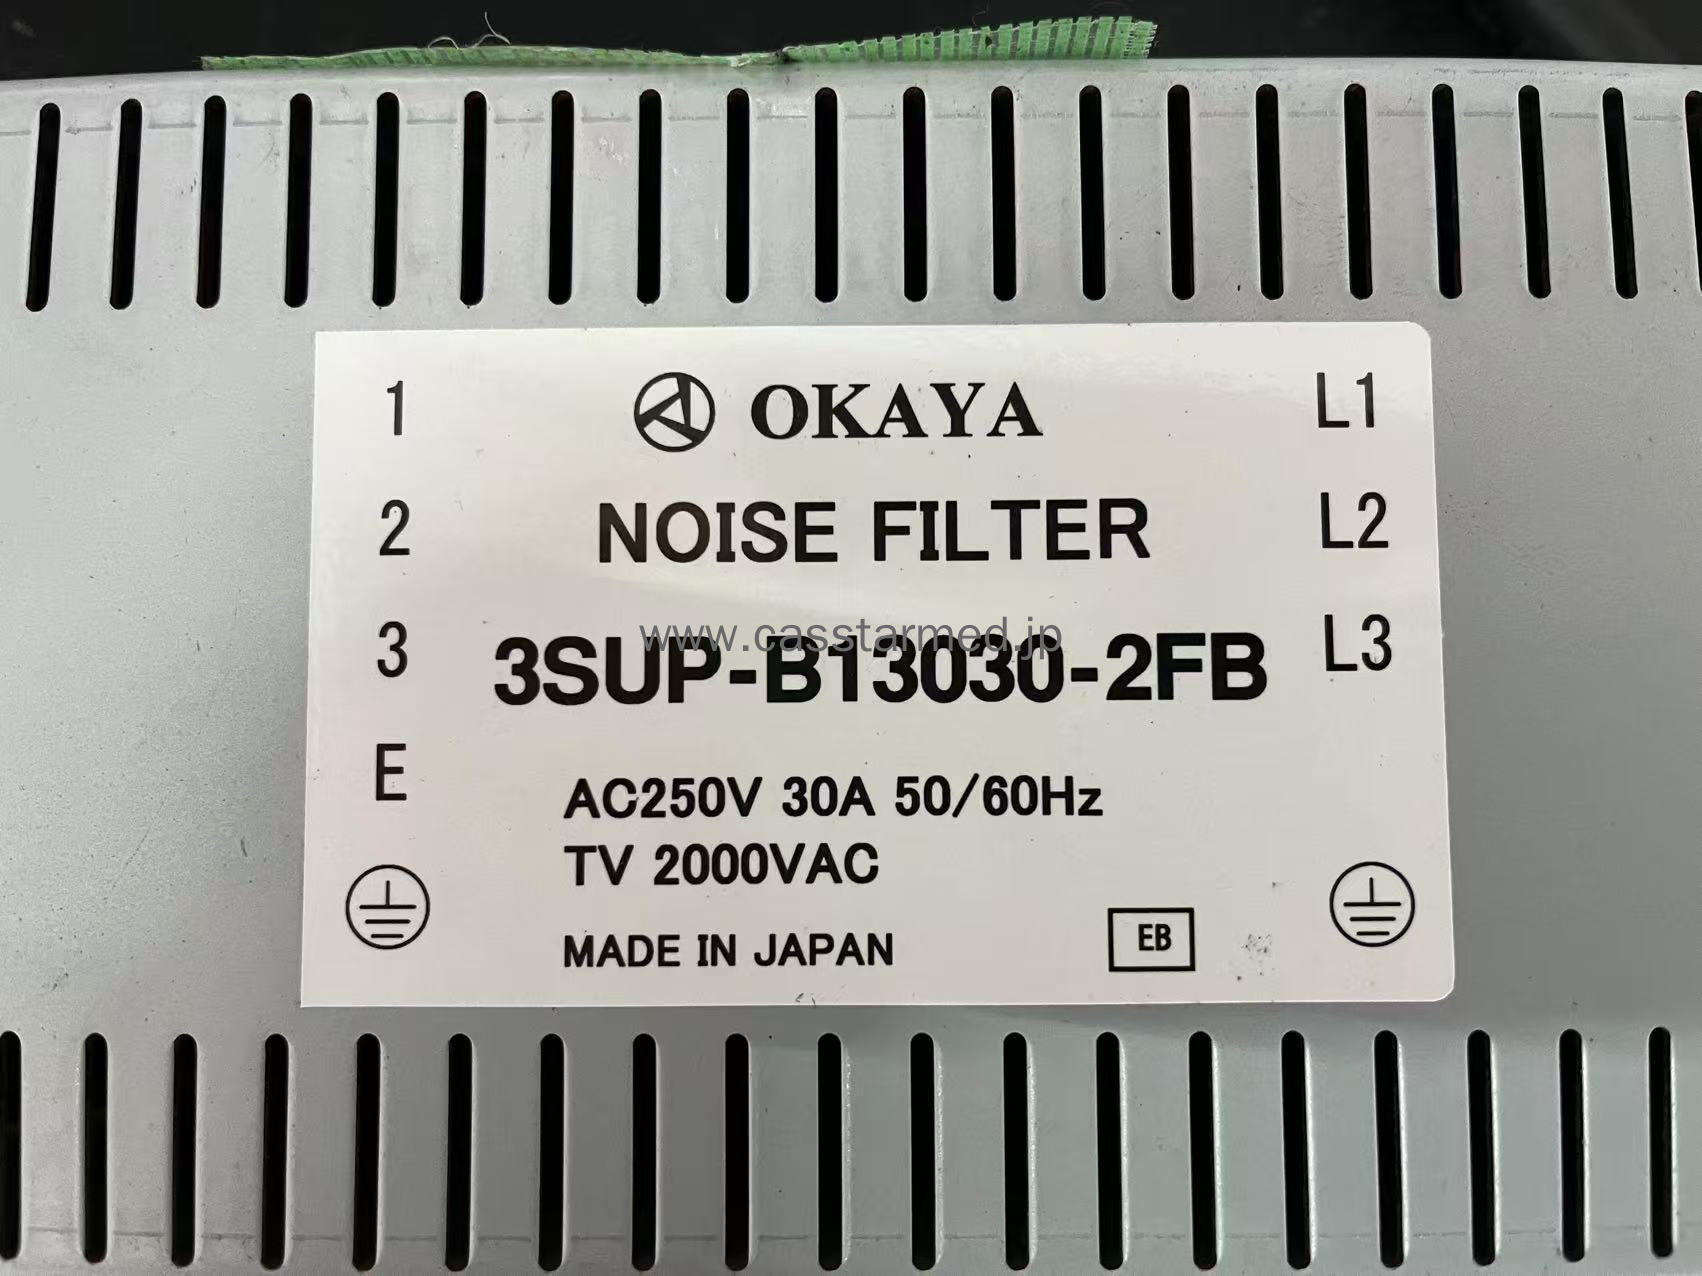 1 OKAYA L1
2 NOISE FILTER L2
www.casstarmed.jp
3 3SUP-B13030-2FB L3
E AC250V 30A 50/60Hz
TV 2000VAC
MADE IN JAPAN EB